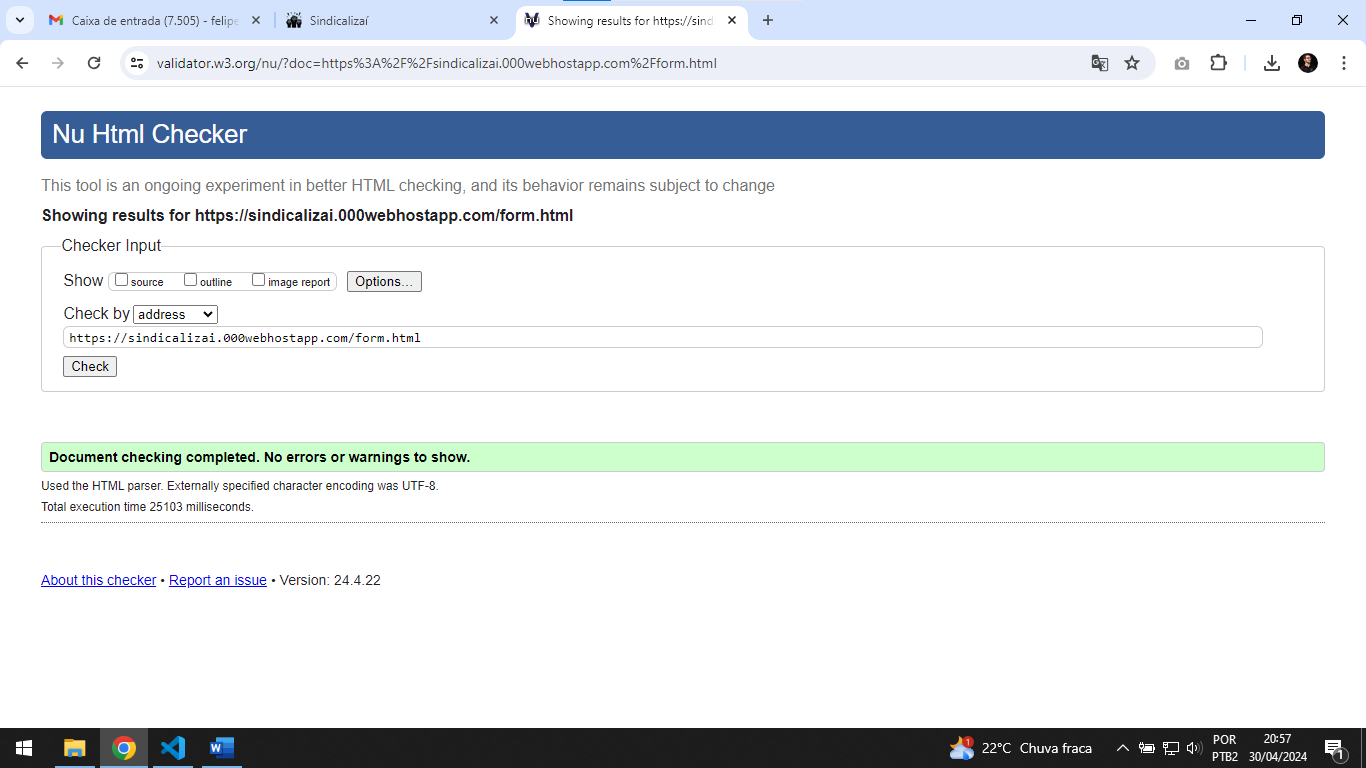 Caixa de entrada (7.505) - felipe
Sindicalizaí
Showing results for https://sind
validator.w3.org/nu/?doc=https%3A%2F%2Fsindicalizai.000webhostapp.com%2Fform.html
Nu Html Checker
This tool is an ongoing experiment in better HTML checking, and its behavior remains subject to change
Showing results for https://sindicalizai.000webhostapp.com/form.html
Checker Input
Show source outline image report Options...
Check by address
https://sindicalizai.000webhostapp.com/form.html
Check
Document checking completed. No errors or warnings to show.
Used the HTML parser. Externally specified character encoding was UTF-8.
Total execution time 25103 milliseconds.
About this checker • Report an issue • Version: 24.4.22
1
22°C Chuva fraca
POR
PTB2
20:57
30/04/2024
1